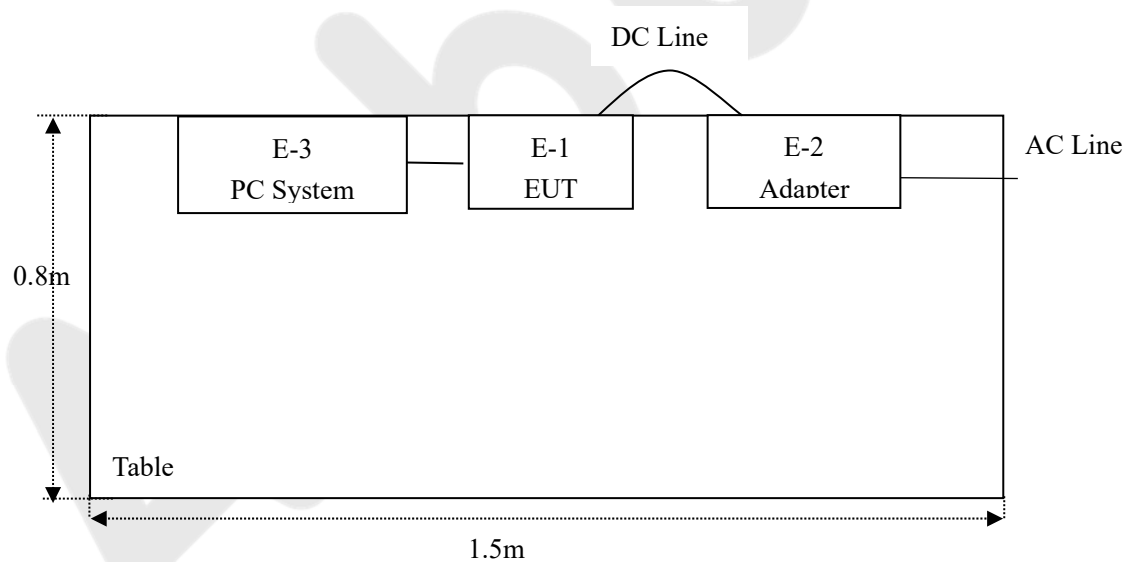 DC Line
E-3
PC System
E-1
EUT
E-2
Adapter
AC Line
0.8m
Table
1.5m